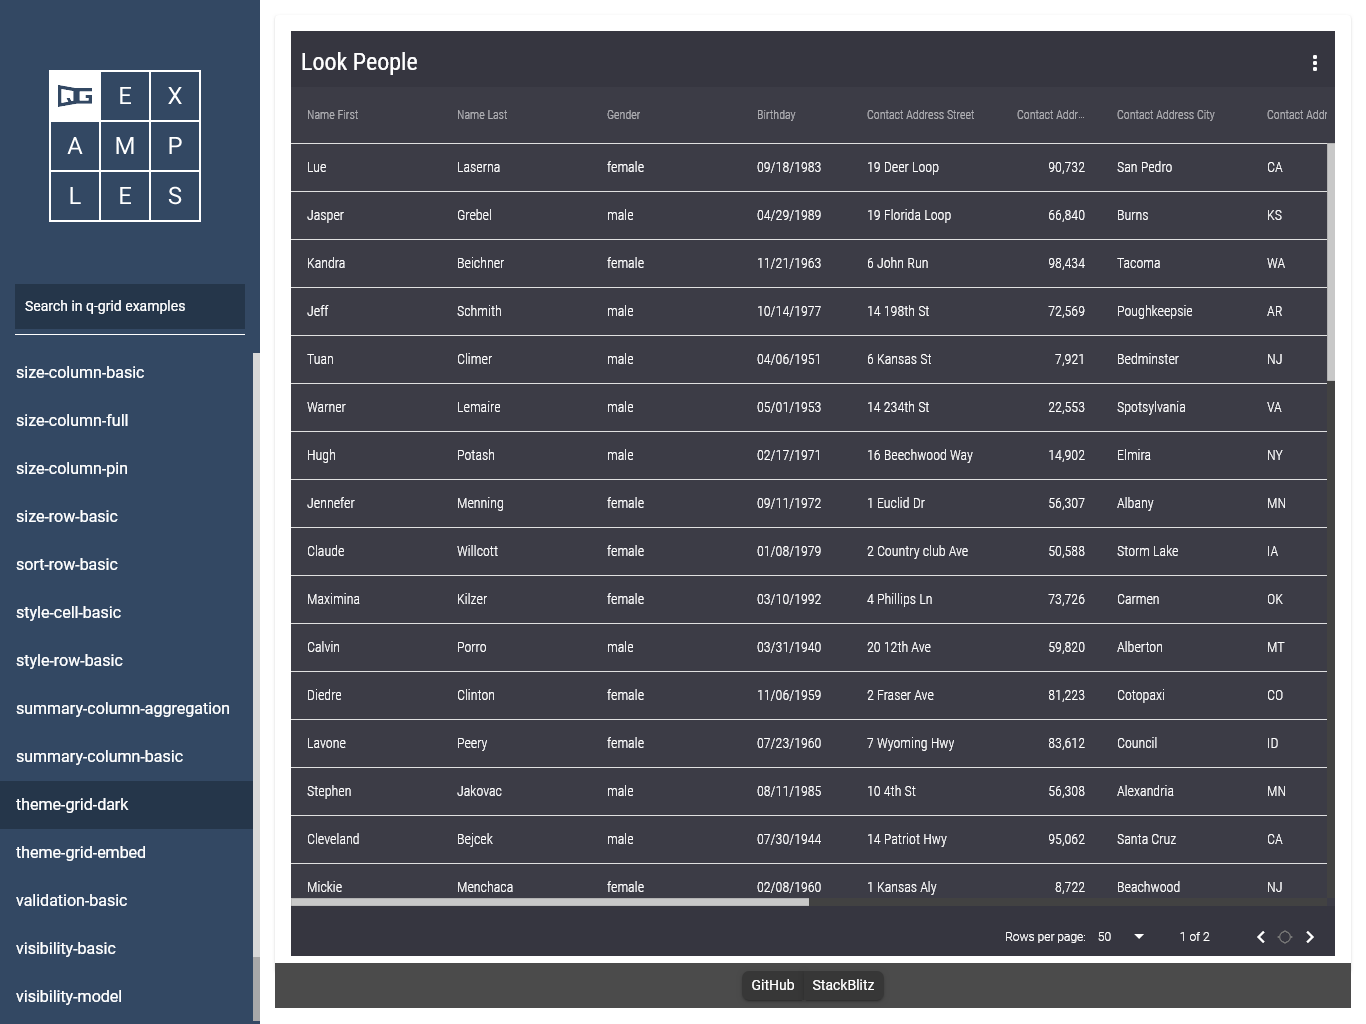 QG E X
A M P
L E S
Search in q-grid examples
size-column-basic
size-column-full
size-column-pin
size-row-basic
sort-row-basic
style-cell-basic
style-row-basic
summary-column-aggregation
summary-column-basic
theme-grid-dark
theme-grid-embed
validation-basic
visibility-basic
visibility-model
Look People
Name First Name Last Gender Birthday Contact Address Street Contact Addr... Contact Address City Contact Addr
Lue Laserna female 09/18/1983 19 Deer Loop 90,732 San Pedro CA
Jasper Grebel male 04/29/1989 19 Florida Loop 66,840 Burns KS
Kandra Beichner female 11/21/1963 6 John Run 98,434 Tacoma WA
Jeff Schmith male 10/14/1977 14 198th St 72,569 Poughkeepsie AR
Tuan Climer male 04/06/1951 6 Kansas St 7,921 Bedminster NJ
Warner Lemaire male 05/01/1953 14 234th St 22,553 Spotsylvania VA
Hugh Potash male 02/17/1971 16 Beechwood Way 14,902 Elmira NY
Jennefer Menning female 09/11/1972 1 Euclid Dr 56,307 Albany MN
Claude Willcott female 01/08/1979 2 Country club Ave 50,588 Storm Lake IA
Maximina Kilzer female 03/10/1992 4 Phillips Ln 73,726 Carmen OK
Calvin Porro male 03/31/1940 20 12th Ave 59,820 Alberton MT
Diedre Clinton female 11/06/1959 2 Fraser Ave 81,223 Cotopaxi CO
Lavone Peery female 07/23/1960 7 Wyoming Hwy 83,612 Council ID
Stephen Jakovac male 08/11/1985 10 4th St 56,308 Alexandria MN
Cleveland Bejcek male 07/30/1944 14 Patriot Hwy 95,062 Santa Cruz CA
Mickie Menchaca female 02/08/1960 1 Kansas Aly 8,722 Beachwood NJ
Rows per page: 50 1 of 2
GitHub StackBlitz